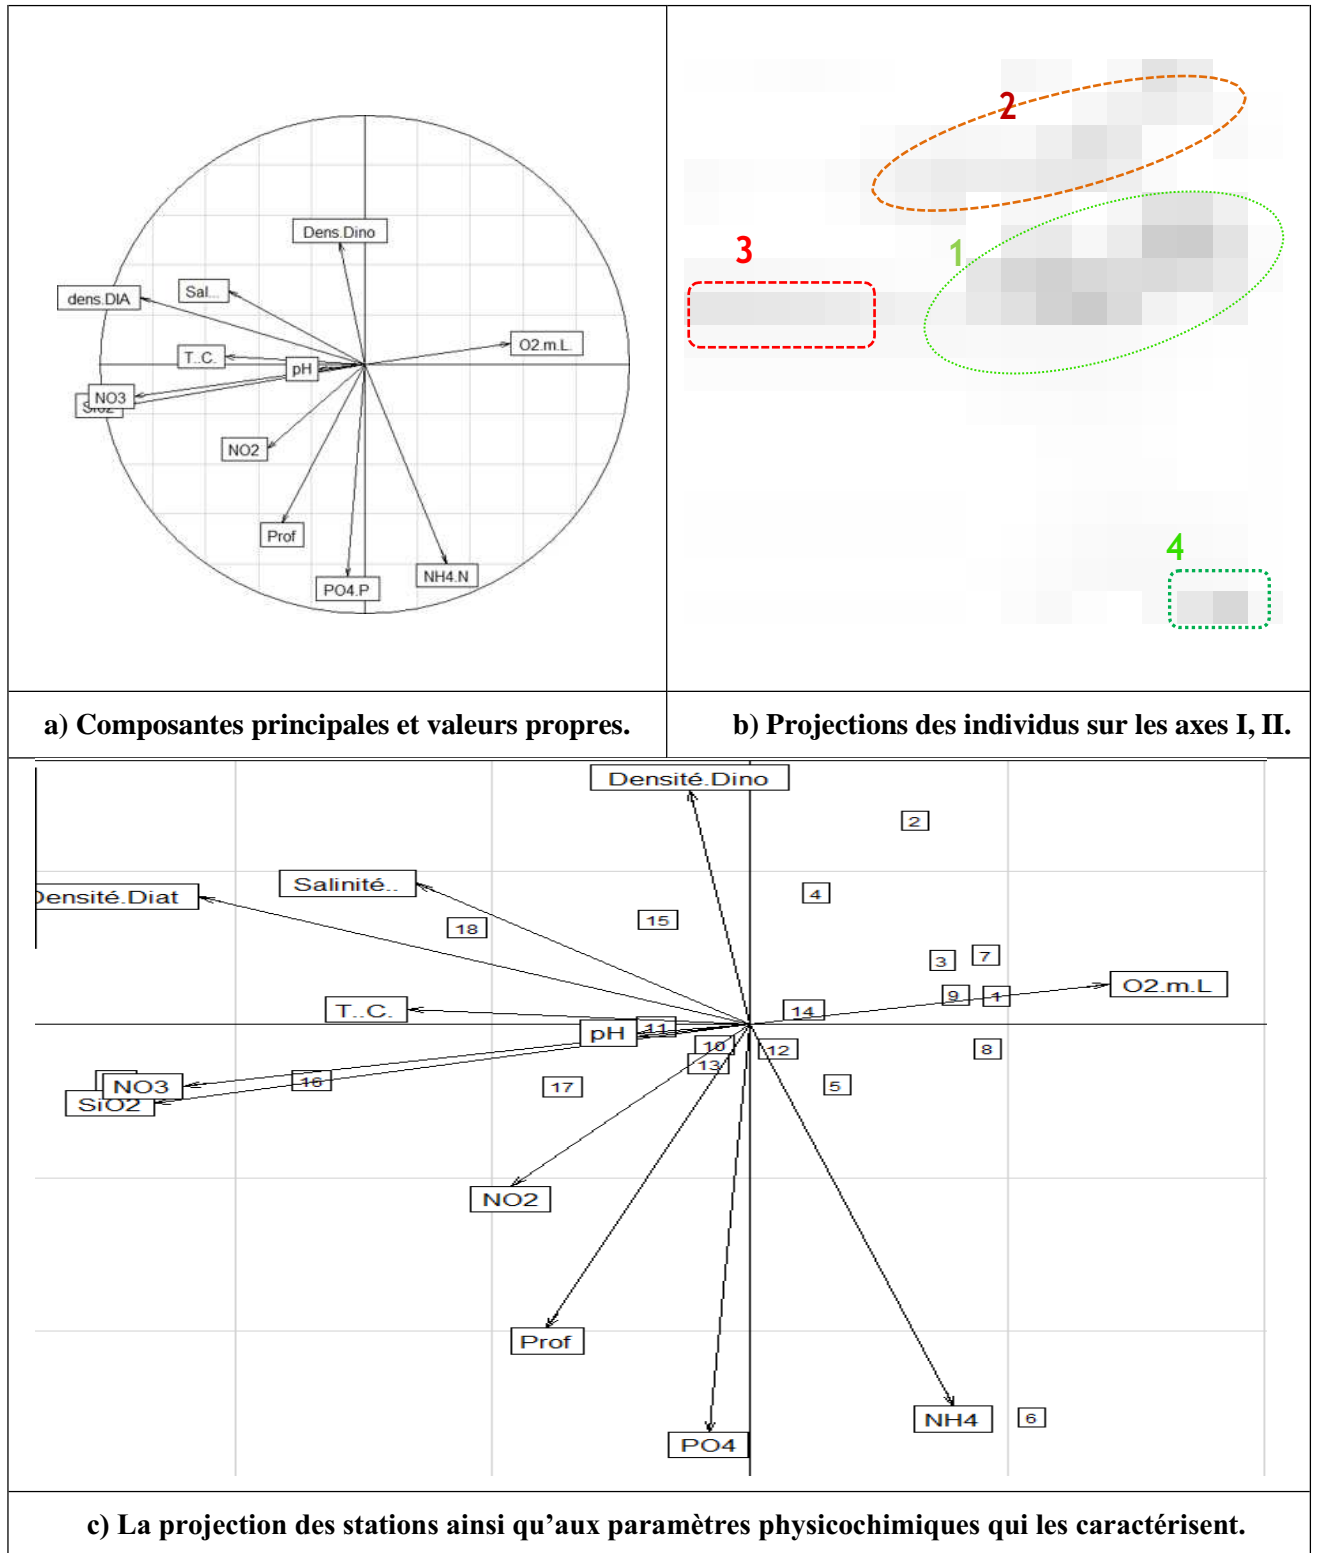 Dens.Dino
Sal...
dens.DIA
O2.m.L.
T..C.
pH
NO3
SiO2
NO2
Prof
PO4.P
NH4.N
2
1
3
4
a) Composantes principales et valeurs propres.
b) Projections des individus sur les axes I, II.
Densité.Dino
2
Salinité..
Densité.Diat
4
15
18
3
7
O2.m.L
9
1
T..C.
14
pH
11
10
12
8
13
NO3
16
17
5
SiO2
NO2
Prof
NH4
6
PO4
c) La projection des stations ainsi qu'aux paramètres physicochimiques qui les caractérisent.